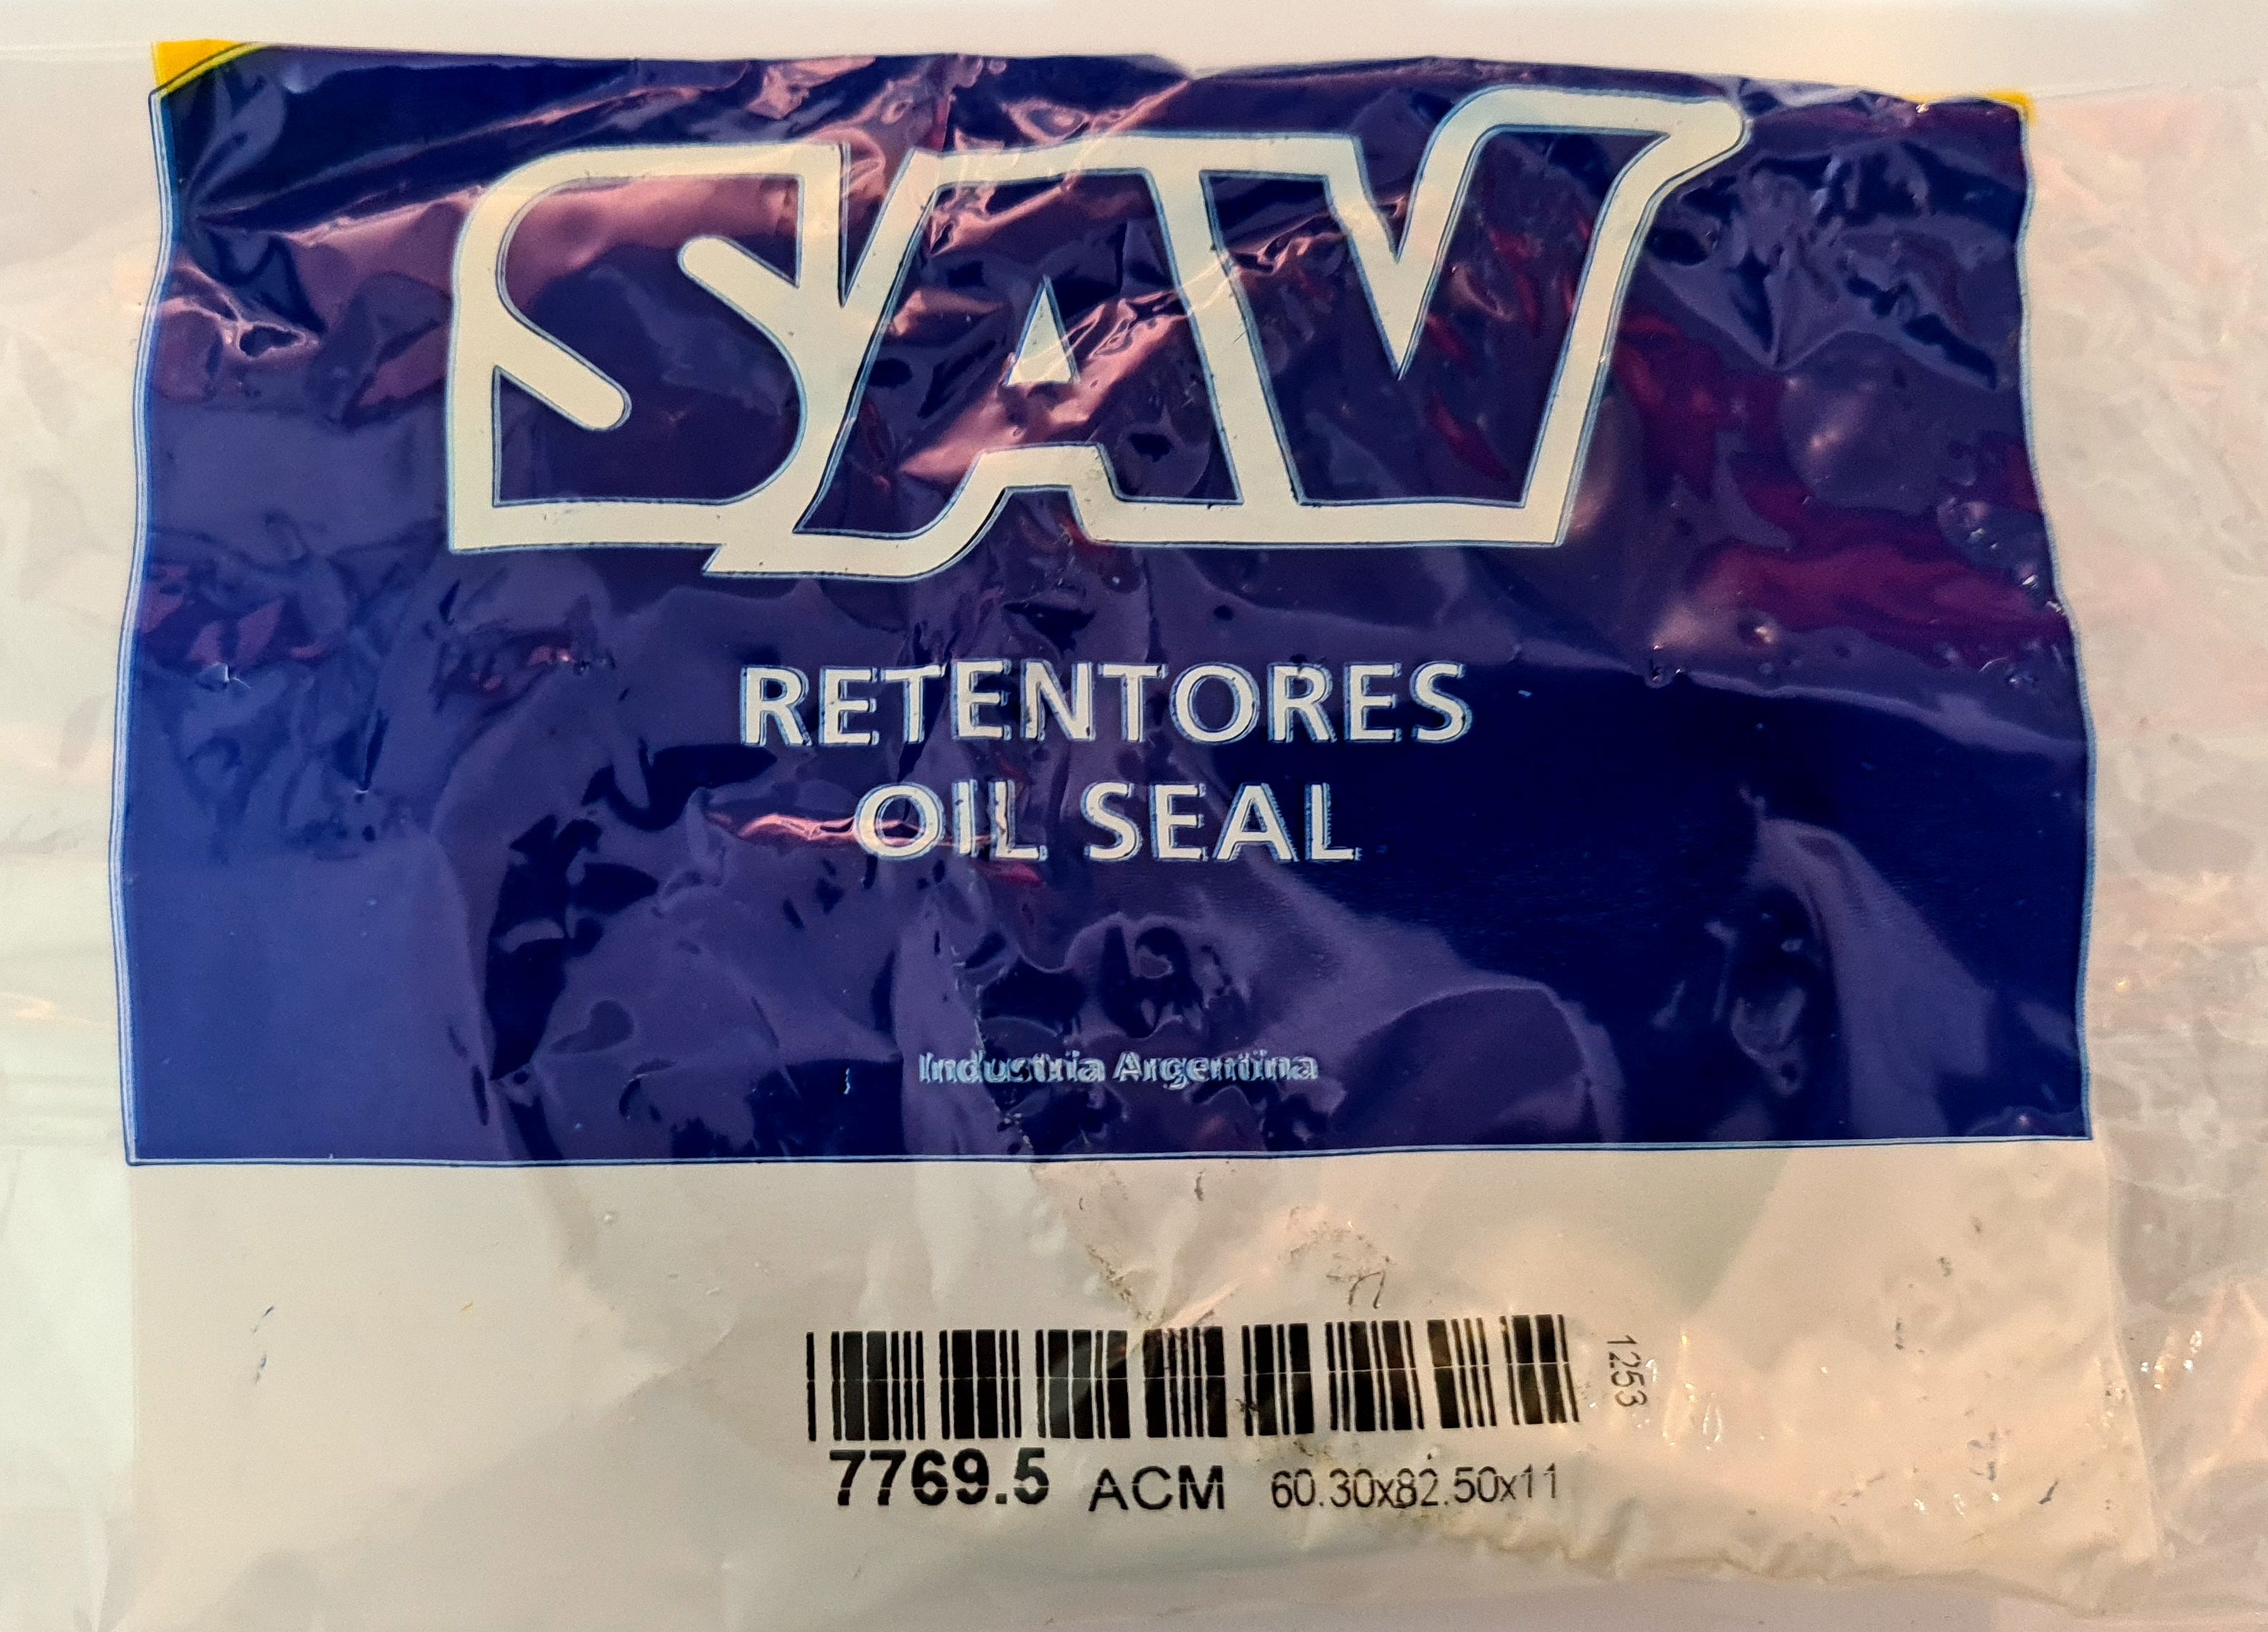 SAV
RETENTORES
OIL SEAL
Industria Argentina
1253
7769.5 ACM 60.30x82.50x11